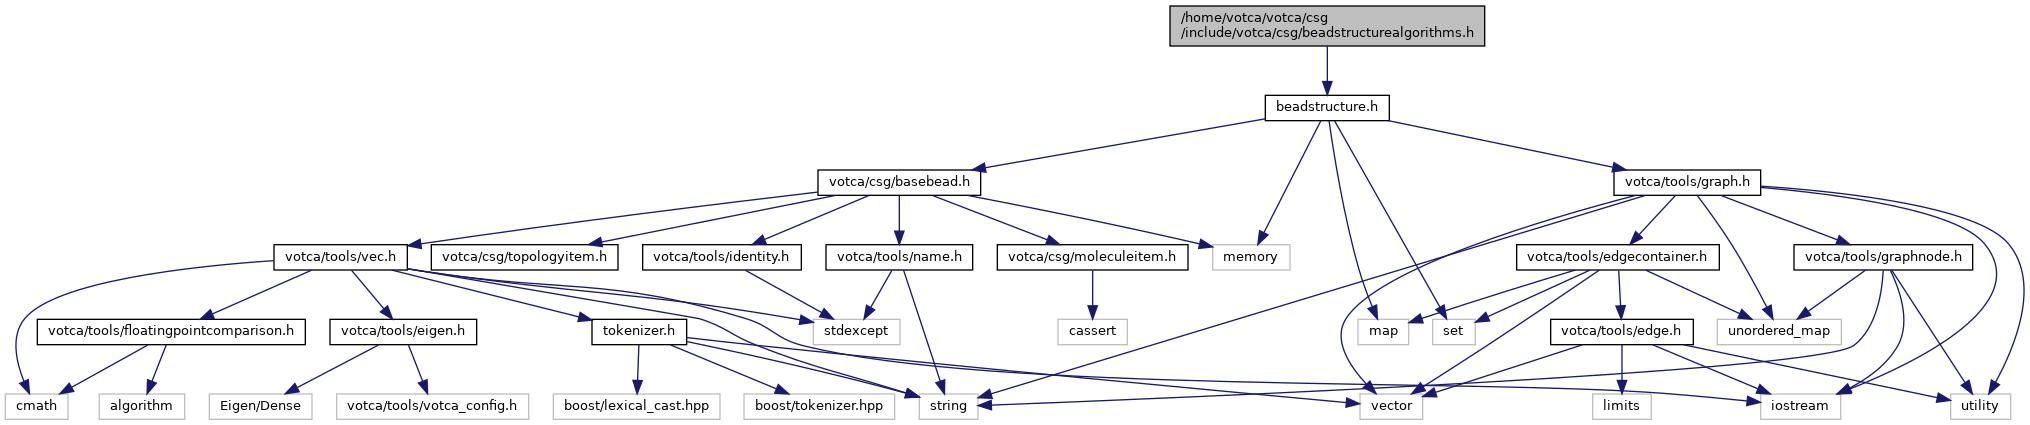 /home/votca/votca/csg
/include/votca/csg/beadstructurealgorithms.h
beadstructure.h
votca/csg/basebead.h
votca/tools/graph.h
votca/tools/vec.h
votca/csg/topologyitem.h
votca/tools/identity.h
votca/tools/name.h
votca/csg/moleculeitem.h
memory
votca/tools/edgecontainer.h
votca/tools/graphnode.h
votca/tools/floatingpointcomparison.h
votca/tools/eigen.h
tokenizer.h
stdexcept
cassert
map
set
votca/tools/edge.h
unordered_map
cmath
algorithm
Eigen/Dense
votca/tools/votca_config.h
boost/lexical_cast.hpp
boost/tokenizer.hpp
string
vector
limits
iostream
utility